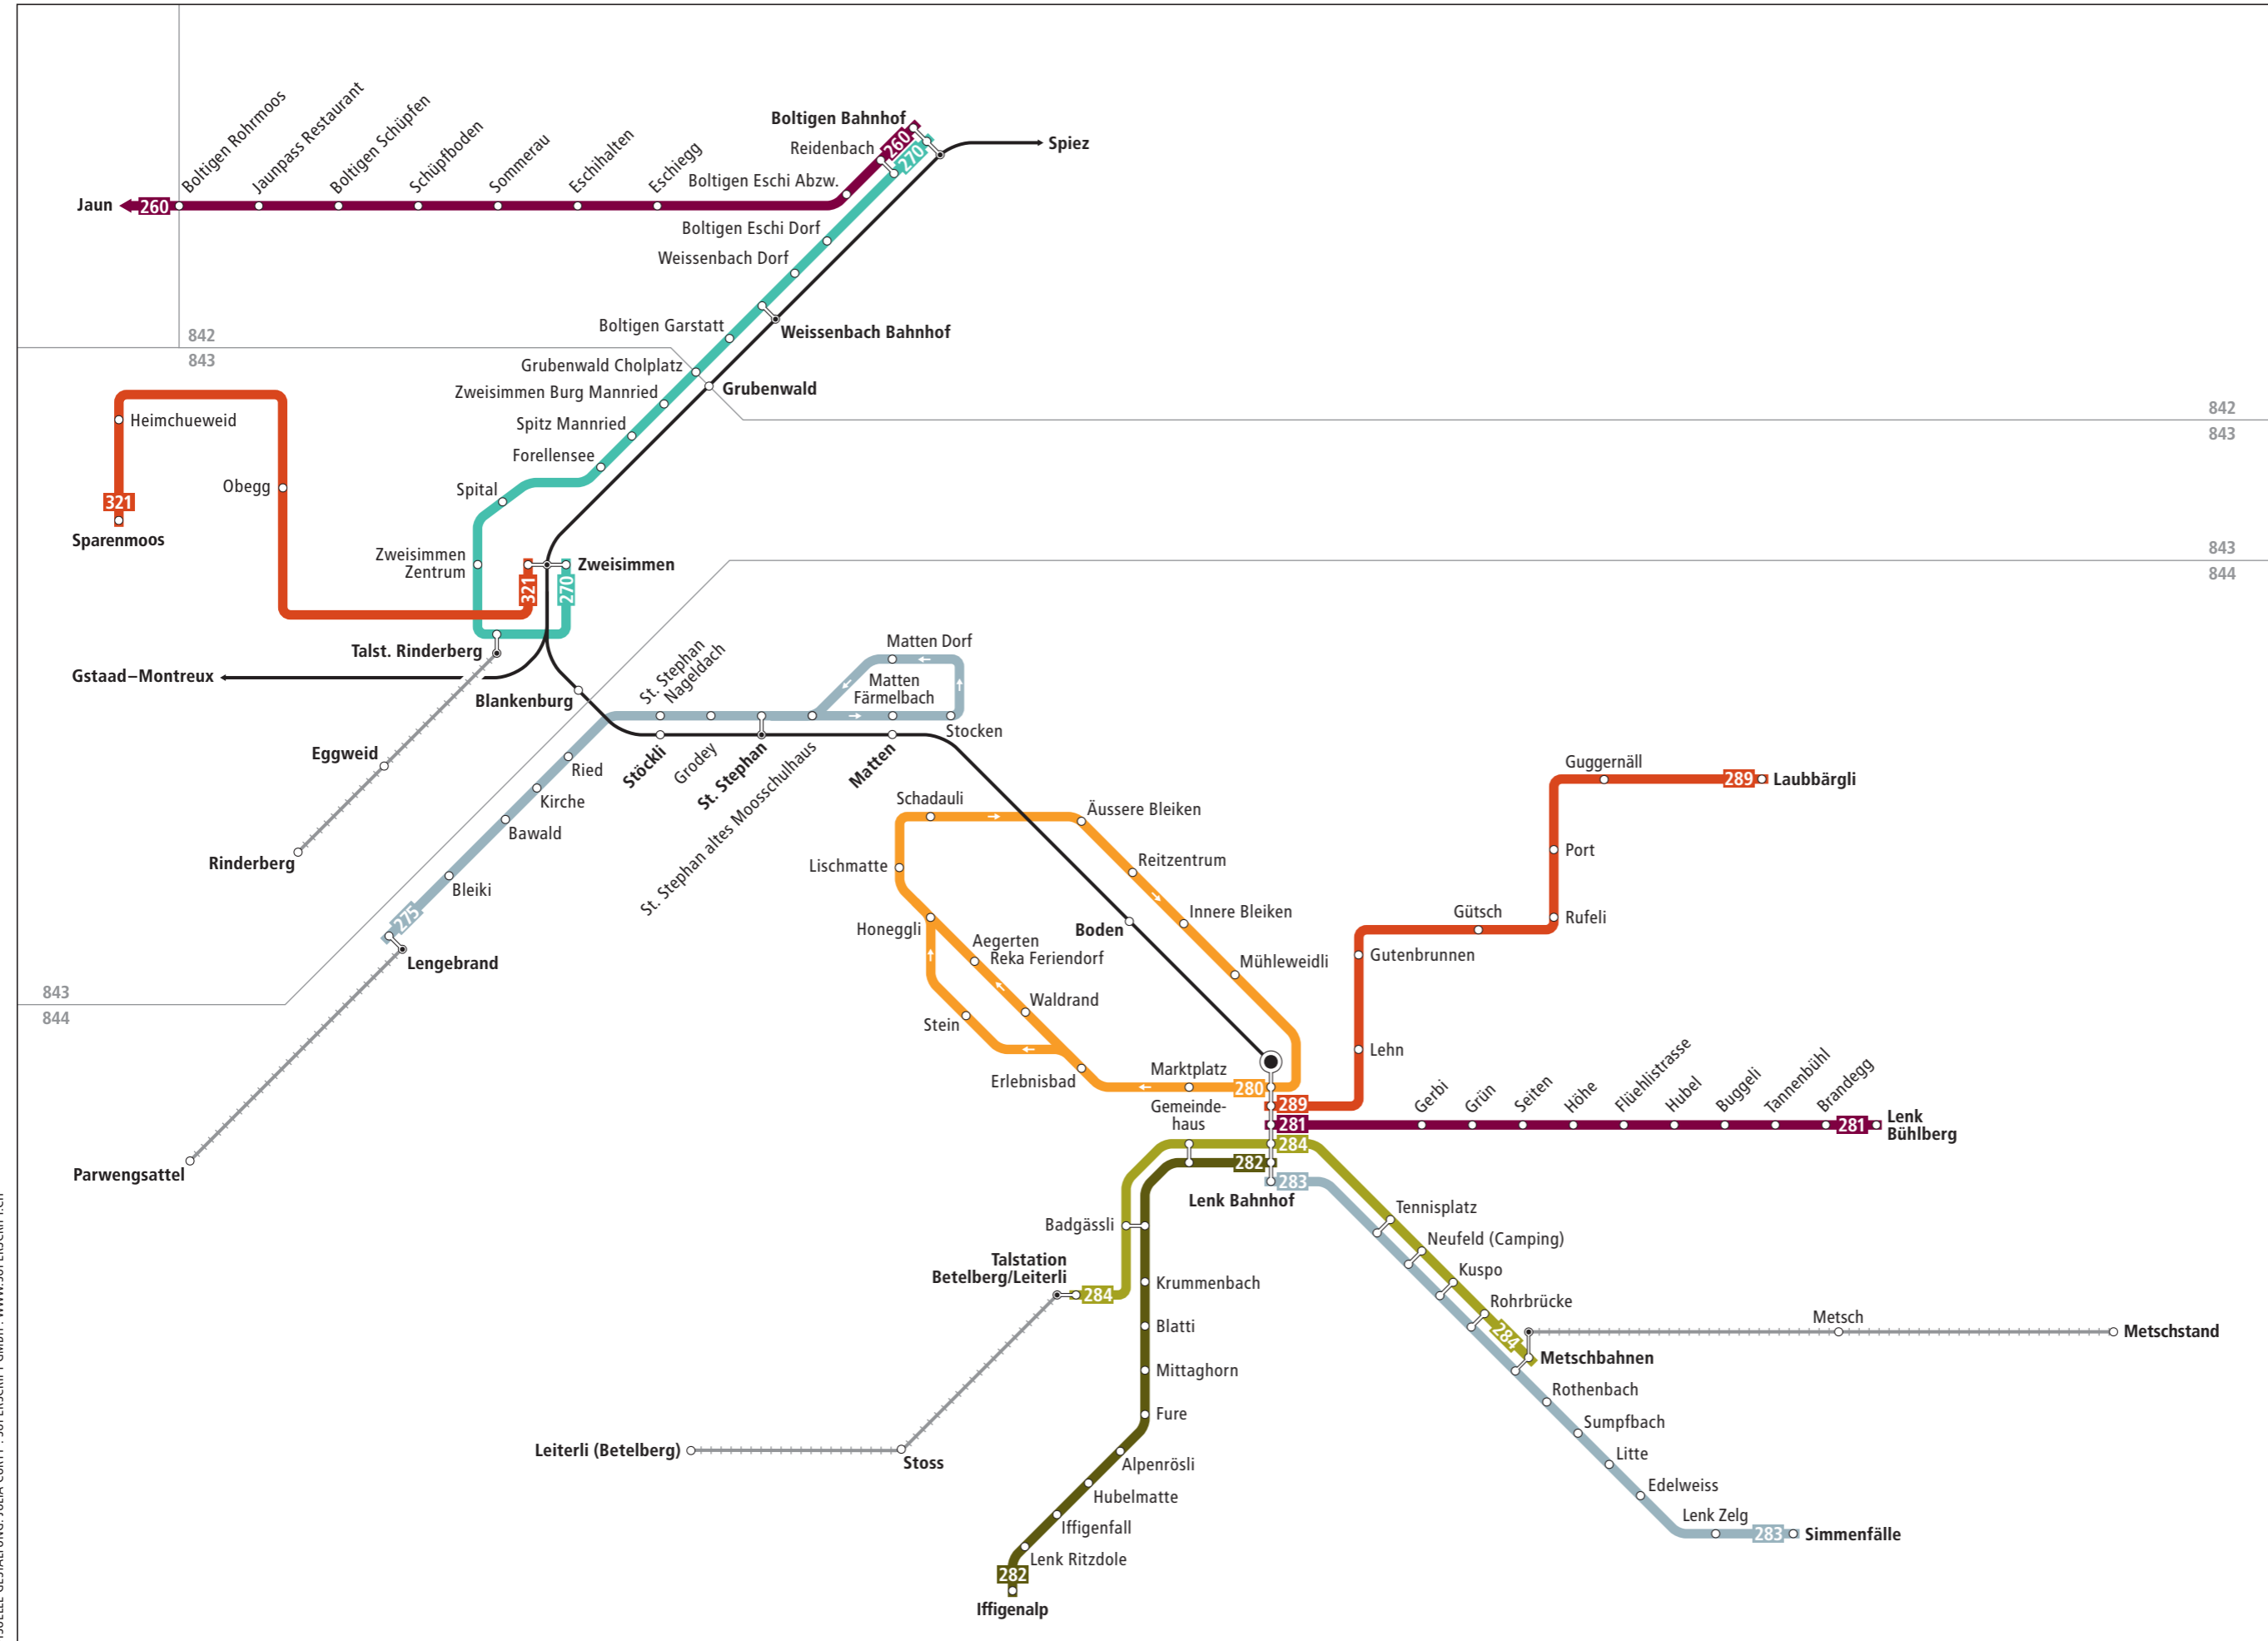 Boltigen Rohrmoos
Jaunpass Restaurant
Boltigen Schüpfen
Schüpfboden
Sommerau
Eschihalten
Eschiegg
Boltigen Bahnhof
Reidenbach
Boltigen Eschi Abzw.
260
270
Spiez
Jaun
260
Boltigen Eschi Dorf
Weissenbach Dorf
Boltigen Garstatt
Weissenbach Bahnhof
842
843
Grubenwald Cholplatz
Grubenwald
Zweisimmen Burg Mannried
842
843
Spitz Mannried
Forellensee
Heimchueweid
Obegg
Spital
321
Sparenmoos
Zweisimmen
Zentrum
Zweisimmen
321
270
843
844
Talst. Rinderberg
Gstaad–Montreux
Blankenburg
St. Stephan
Nageldach
Matten Dorf
Matten
Färmelbach
Stocken
Eggweid
Rinderberg
Ried
Kirche
Bawald
Bleiki
275
Lengebrand
Stöckli
Grodey
St. Stephan
St. Stephan altes Moosschulhaus
Matten
Schadauli
Äussere Bleiken
Lischmatte
Reitzentrum
Honeggli
Innere Bleiken
Boden
Aegerten
Reka Feriendorf
Mühleweidli
Waldrand
Stein
Erlebnisbad
Marktplatz
280
Guggernäll
289
Laubbärgli
Port
Rufeli
Gütsch
Gutenbrunnen
Lehn
843
844
Parwengsattel
289
281
Gerbi
Grün
Seiten
Höhe
Flüehlistrasse
Hubel
Buggeli
Tannenbühl
Brandegg
281
Lenk
Bühlberg
Gemeinde-
haus
284
282
283
Lenk Bahnhof
Badgässli
Talstation
Betelberg/Leiterli
284
Krummenbach
Blatti
Mittaghorn
Fure
Alpenrösli
Hubelmatte
Iffigenfall
Lenk Ritzdole
282
Iffigenalp
Leiterli (Betelberg)
Stoss
Tennisplatz
Neufeld (Camping)
Kuspo
Rohrbrücke
284
Metschbahnen
Metsch
Metschstand
Rothenbach
Sumpfbach
Litte
Edelweiss
Lenk Zelg
283
Simmenfälle